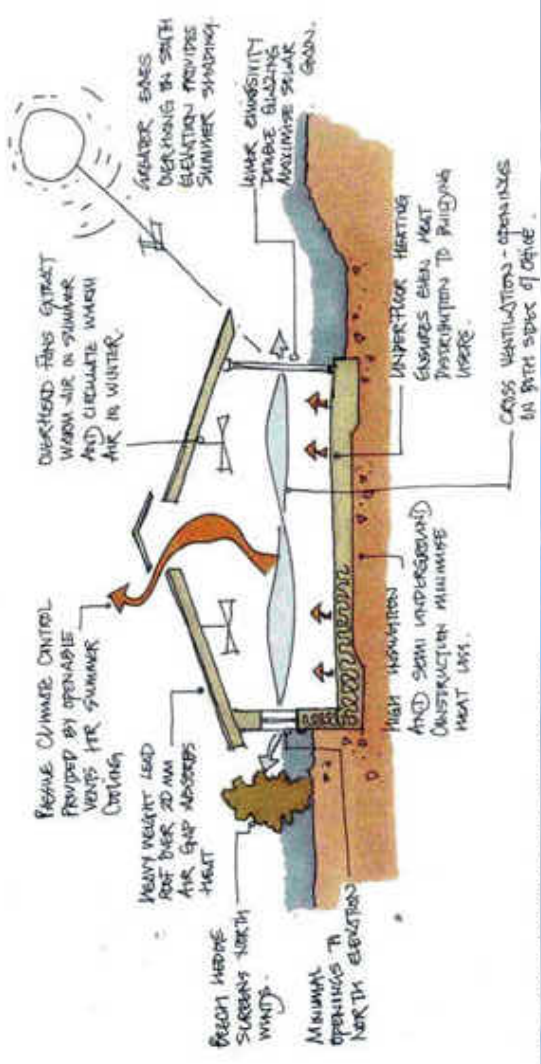 PASSIVE CLIMATE CONTROL
PROVIDED BY OPENABLE
VENTS FOR SUMMER
COOLING
OVERHEAD FANS EXTRACT
WARM AIR IN SUMMER
AND CIRCULATE WARM
AIR IN WINTER.
GREATER EAVES
OVERHANG IN SOUTH
ELEVATION PROVIDES
SUMMER SHADING.
HEAVY WEIGHT LEAD
ROOF OVER 20 MM
AIR GAP ABSORBS
HEAT
LOWER EMMISIVITY
DOUBLE GLAZING
MAXIMISE SOLAR
GAIN.
BEECH HEDGE
SCREENS NORTH
WINDS.
MINIMAL
OPENINGS TO
NORTH ELEVATION
HIGH INSULATION
AND SEMI UNDERGROUND
CONSTRUCTION MINIMISE
HEAT LOSS.
UNDERFLOOR HEATING
ENSURES EVEN HEAT
DISTRIBUTION TO BUILDING
USERS.
CROSS VENTILATION - OPENINGS
ON BOTH SIDES OF OFFICE.